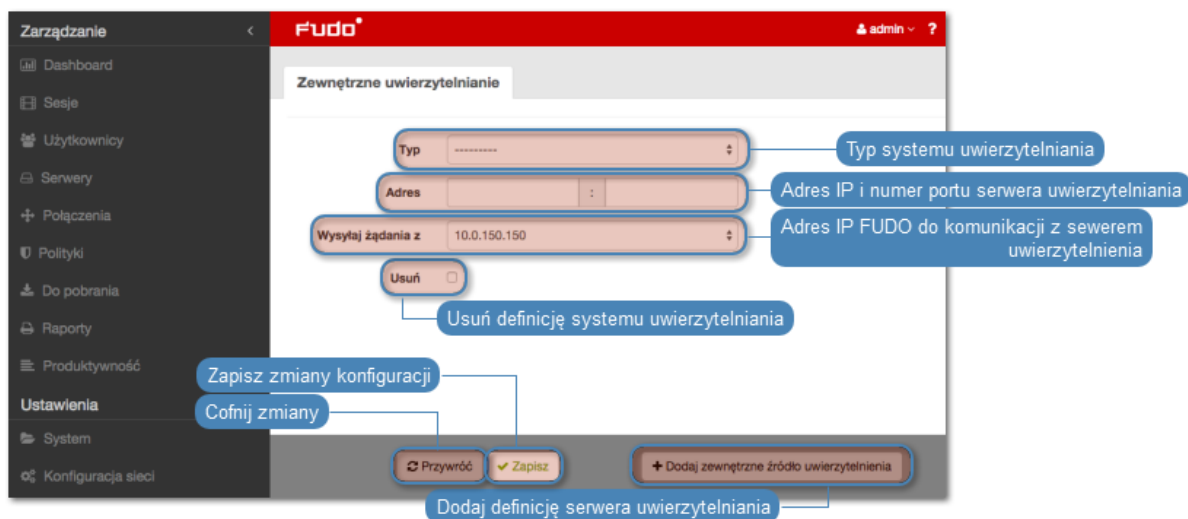 Zarządzanie
FUDO
admin ?
Dashboard
Zewnętrzne uwierzytelnianie
Sesje
Użytkownicy
Typ ---------
Typ systemu uwierzytelniania
Serwery
Adres :
Adres IP i numer portu serwera uwierzytelniania
Połączenia
Wysyłaj żądania z 10.0.150.150
Adres IP FUDO do komunikacji z sewerem
uwierzytelnienia
Polityki
Usuń
Do pobrania
Usuń definicję systemu uwierzytelniania
Raporty
Produktywność
Zapisz zmiany konfiguracji
Ustawienia
Cofnij zmiany
System
Przywróć Zapisz + Dodaj zewnętrzne źródło uwierzytelnienia
Konfiguracja sieci
Dodaj definicję serwera uwierzytelniania